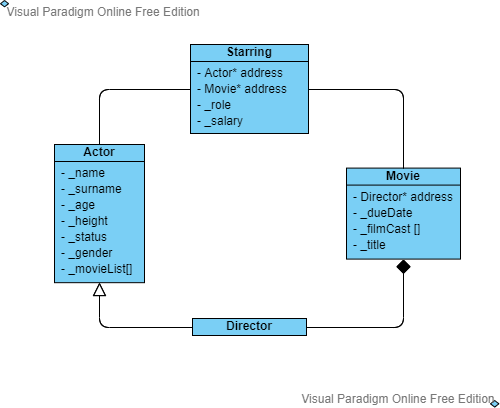 Visual Paradigm Online Free Edition
Starring
- Actor* address
- Movie* address
- _role
- _salary
Actor
- _name
- _surname
- _age
- _height
- _status
- _gender
- _movieList[]
Movie
- Director* address
- _dueDate
- _filmCast []
- _title
Director
Visual Paradigm Online Free Edition